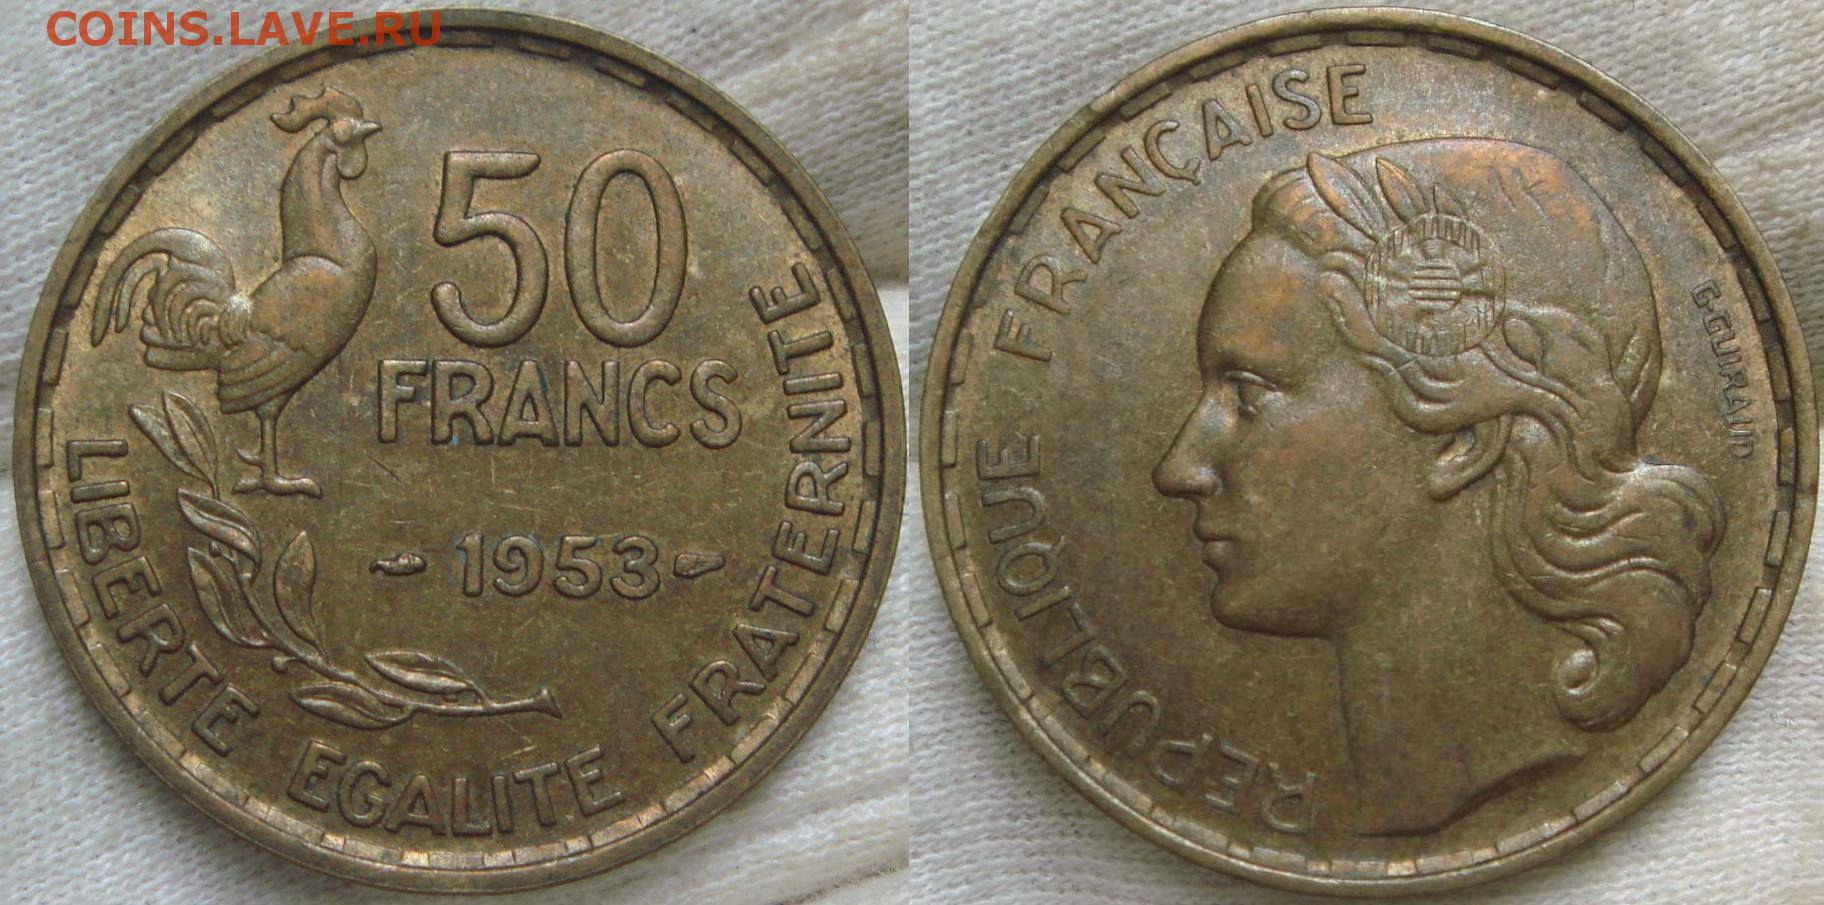 COINS.LAVE.RU
50
FRANCS
1953
LIBERTE EGALITE FRATERNITE
REPUBLIQUE FRANÇAISE
G·GUIRAUD